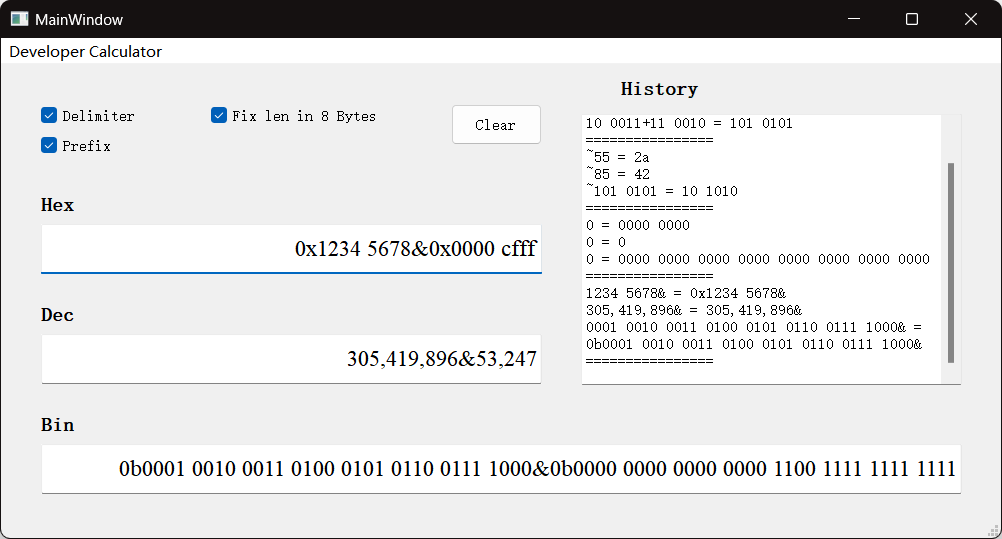 MainWindow
Developer Calculator
Delimiter
Fix len in 8 Bytes
Clear
Prefix
Hex
0x1234 5678&0x0000 cfff
Dec
305,419,896&53,247
History
10 0011+11 0010 = 101 0101
================
~55 = 2a
~85 = 42
~101 0101 = 10 1010
================
0 = 0000 0000
0 = 0
0 = 0000 0000 0000 0000 0000 0000 0000 0000
================
1234 5678& = 0x1234 5678&
305,419,896& = 305,419,896&
0001 0010 0011 0100 0101 0110 0111 1000& =
0b0001 0010 0011 0100 0101 0110 0111 1000&
================
Bin
0b0001 0010 0011 0100 0101 0110 0111 1000&0b0000 0000 0000 0000 1100 1111 1111 1111